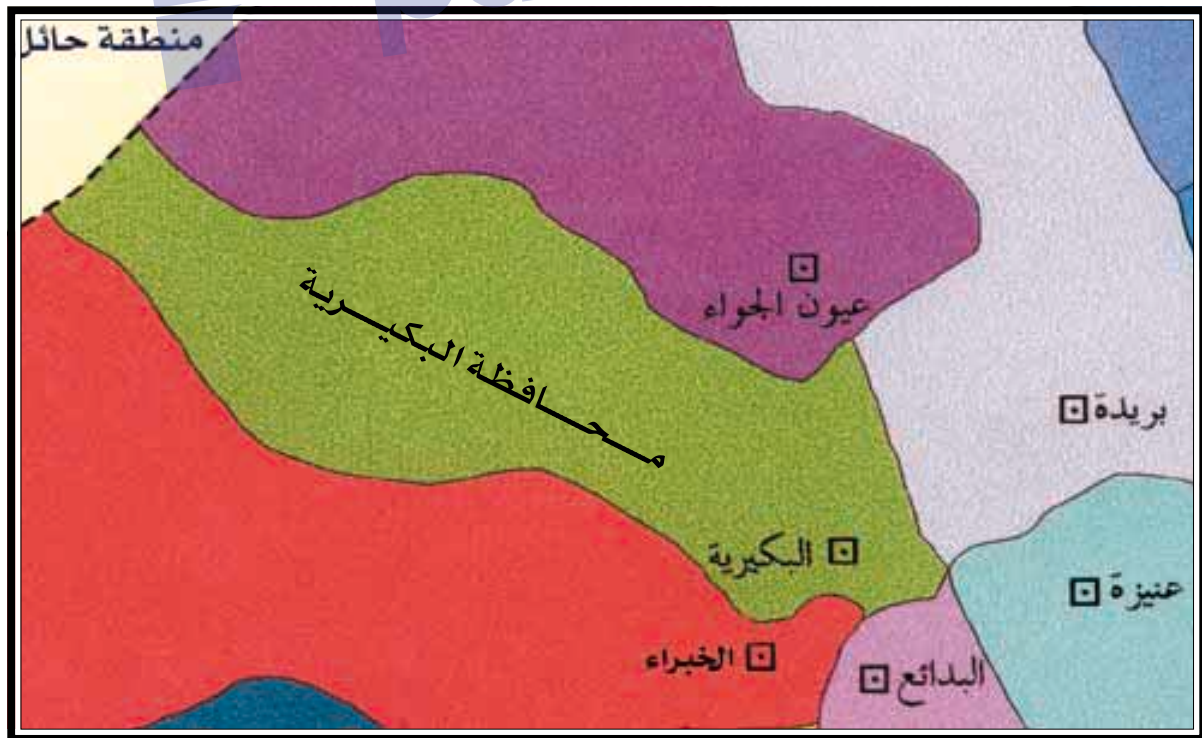 منطقة حائل
عيون الجواء
محافظة البكيرية
بريدة
البكيرية
عنيزة
الخبراء
البدائع